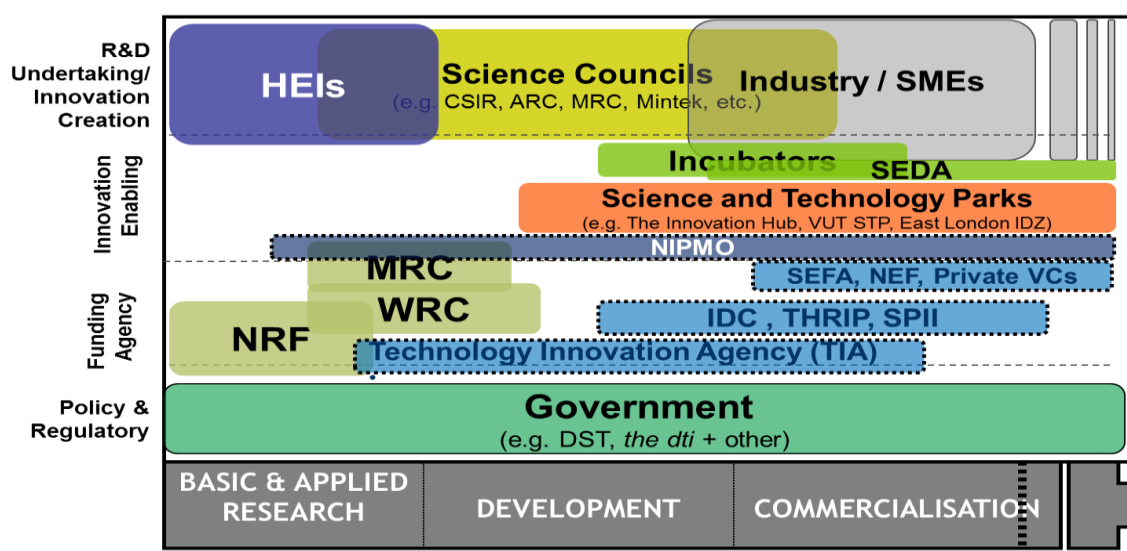 R&D
Undertaking/
Innovation
Creation
HEIs
Science Councils
(e.g. CSIR, ARC, MRC, Mintek, etc.)
Industry / SMEs
Innovation
Enabling
Incubators
SEDA
Science and Technology Parks
(e.g. The Innovation Hub, VUT STP, East London IDZ)
NIPMO
Funding
Agency
MRC
SEFA, NEF, Private VCs
WRC
IDC , THRIP, SPII
NRF
Technology Innovation Agency (TIA)
Policy &
Regulatory
Government
(e.g. DST, the dti + other)
BASIC & APPLIED
RESEARCH
DEVELOPMENT
COMMERCIALISATION